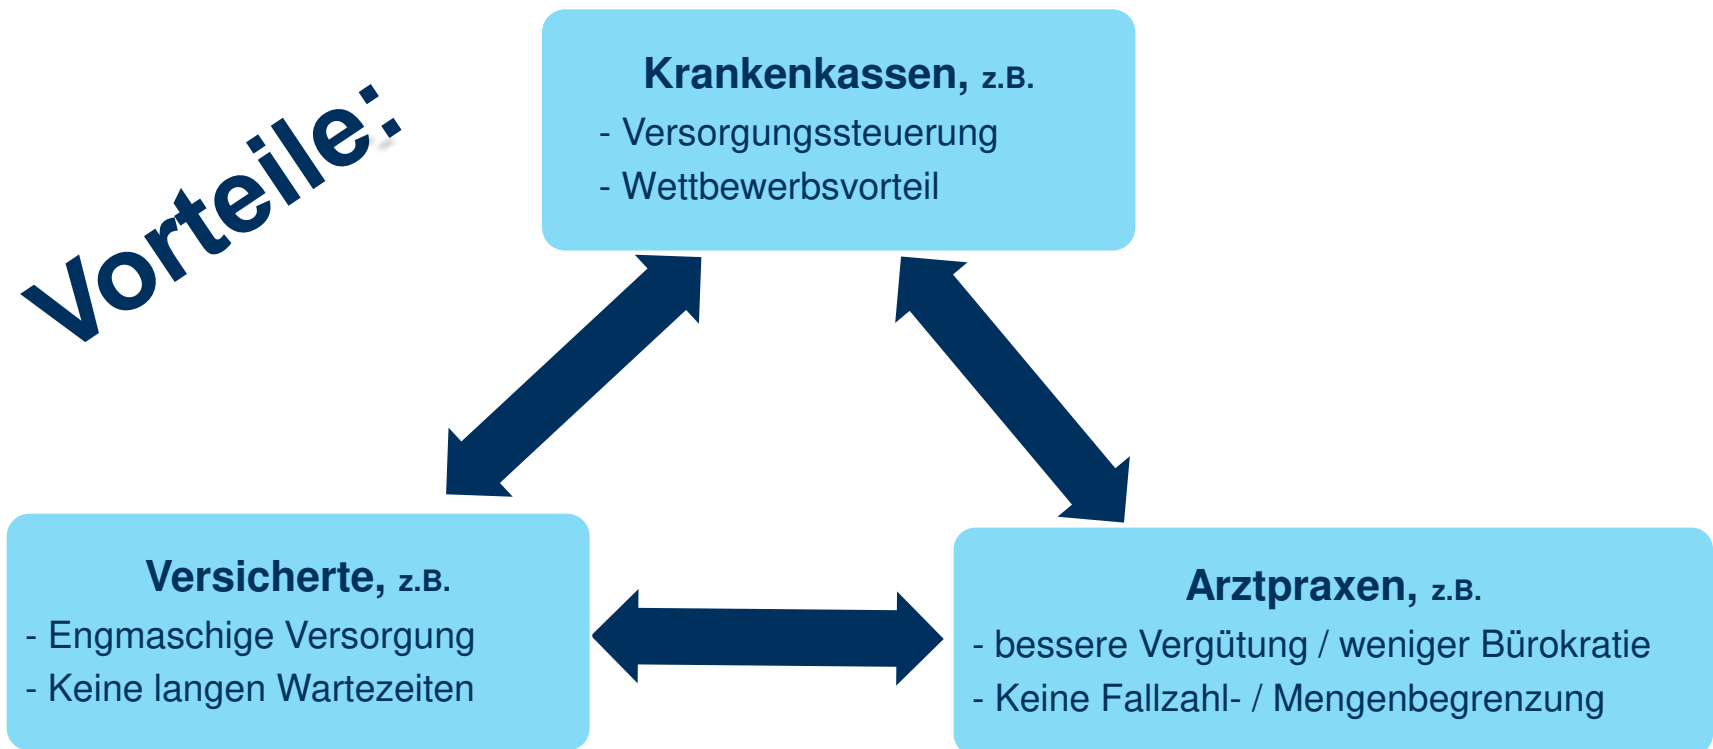 Vorteile:
Krankenkassen, z.B.
- Versorgungssteuerung
- Wettbewerbsvorteil
Versicherte, z.B.
- Engmaschige Versorgung
- Keine langen Wartezeiten
Arztpraxen, z.B.
- bessere Vergütung / weniger Bürokratie
- Keine Fallzahl- / Mengenbegrenzung